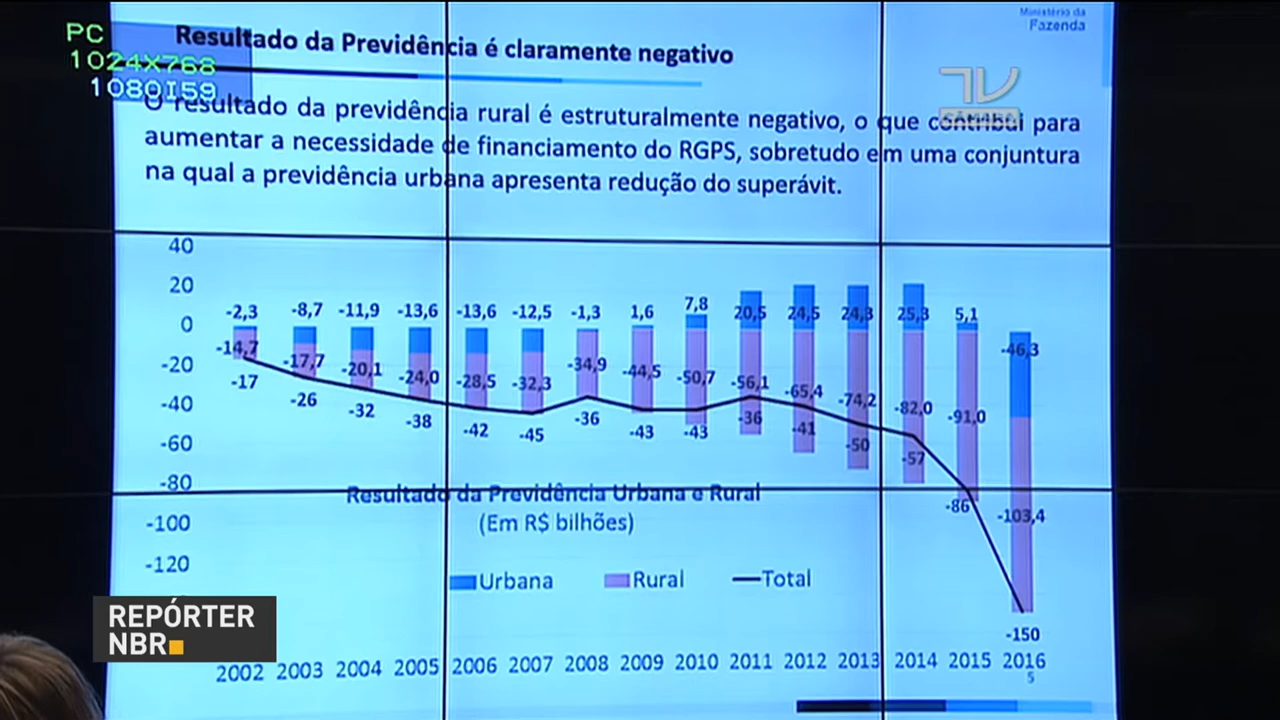 PC
1024X768
1080I59
Ministério da
Fazenda
Resultado da Previdência é claramente negativo
TV
CÂMARA
O resultado da previdência rural é estruturalmente negativo, o que contribui para
aumentar a necessidade de financiamento do RGPS, sobretudo em uma conjuntura
na qual a previdência urbana apresenta redução do superávit.
40
20
0
-20
-40
-60
-80
-100
-120
-2,3 -8,7 -11,9 -13,6 -13,6 -12,5 -1,3 1,6 7,8 20,5 24,5 24,3 25,3 5,1 -46,3
-14,7 -17,7 -20,1 -24,0 -28,5 -32,3 -34,9 -44,5 -50,7 -56,1 -65,4 -74,2 -82,0 -91,0 -103,4
-17 -26 -32 -38 -42 -45 -36 -43 -43 -36 -41 -50 -57 -86 -150
Resultado da Previdência Urbana e Rural
(Em R$ bilhões)
Urbana Rural Total
REPÓRTER
NBR
2002 2003 2004 2005 2006 2007 2008 2009 2010 2011 2012 2013 2014 2015 2016
5